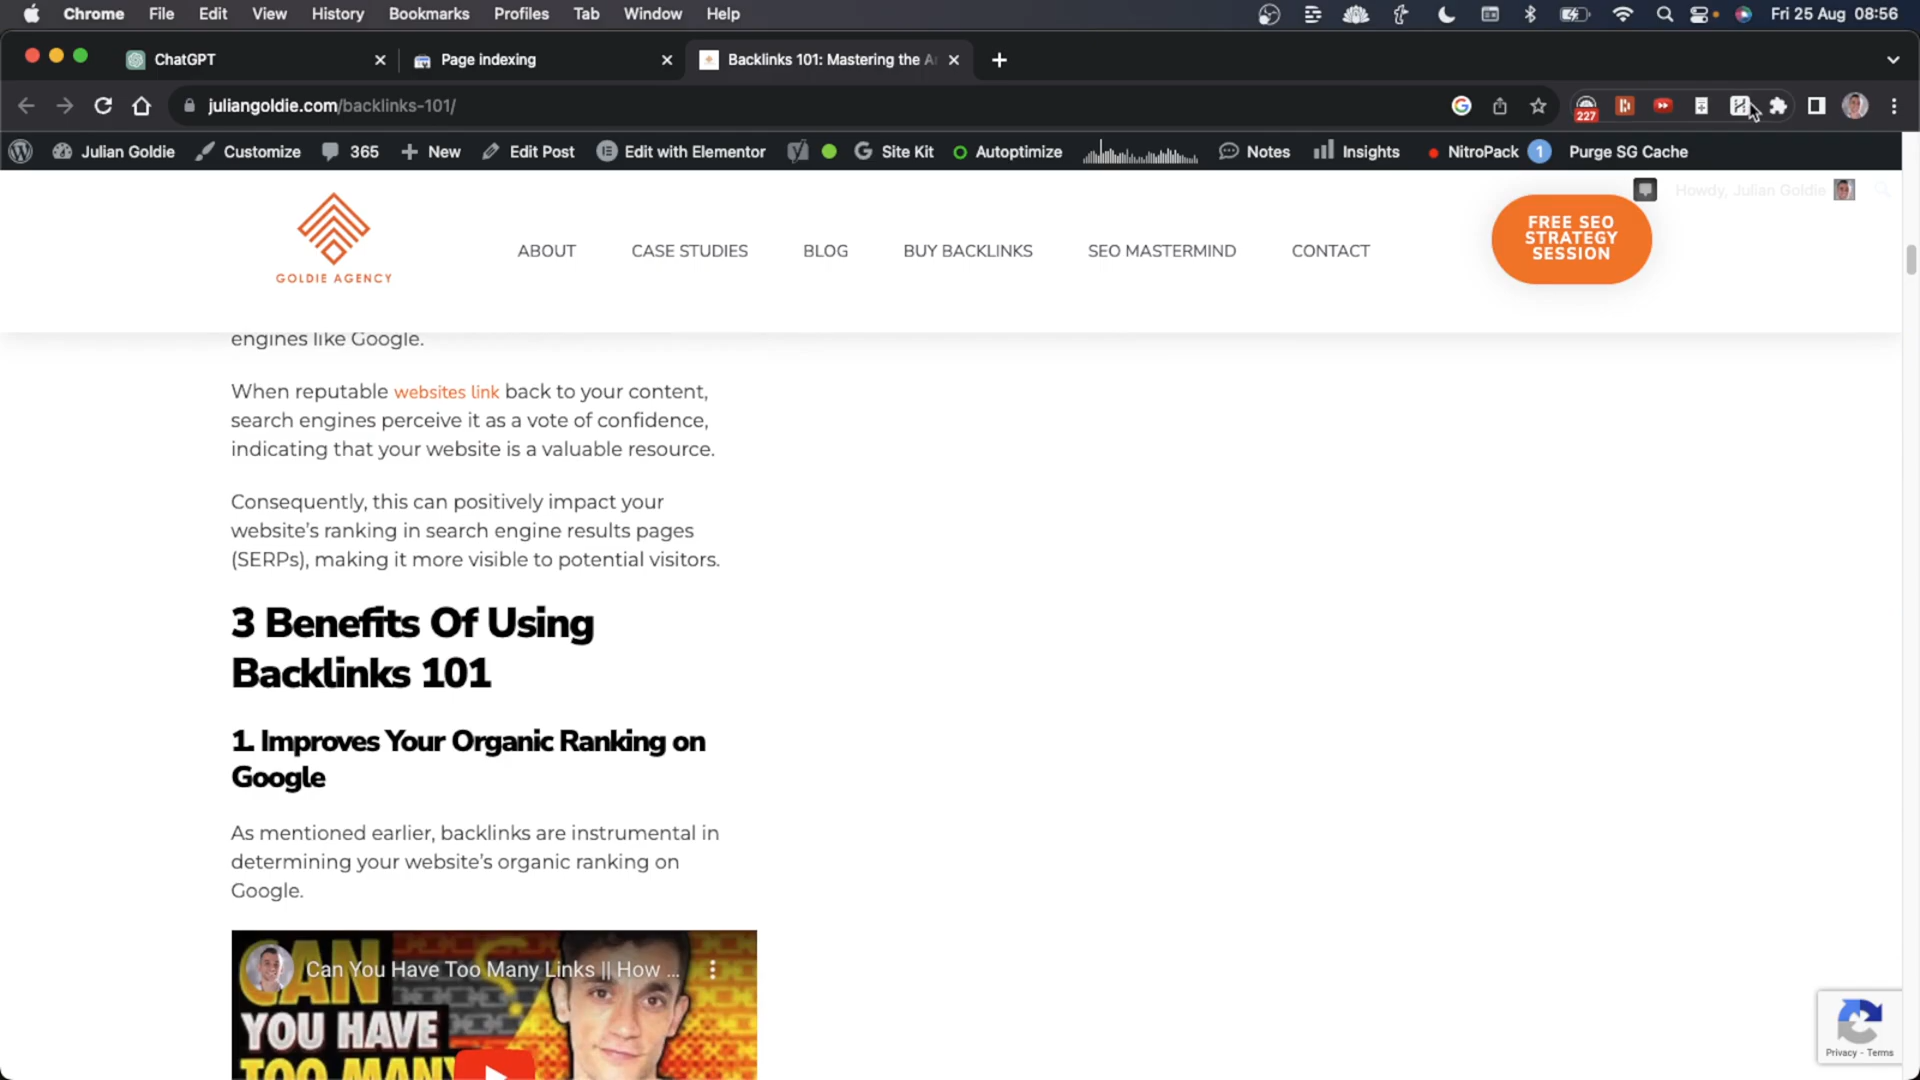 Chrome File Edit View History Bookmarks Profiles Tab Window Help Fri 25 Aug 08:56
ChatGPT
Page indexing
Backlinks 101: Mastering the A
juliangoldie.com/backlinks-101/
227
Julian Goldie Customize 365 New Edit Post Edit with Elementor Site Kit Autoptimize Notes Insights NitroPack 1 Purge SG Cache
Howdy, Julian Goldie
GOLDIE AGENCY
ABOUT CASE STUDIES BLOG BUY BACKLINKS SEO MASTERMIND CONTACT
FREE SEO
STRATEGY
SESSION
engines like Google.
When reputable websites link back to your content,
search engines perceive it as a vote of confidence,
indicating that your website is a valuable resource.
Consequently, this can positively impact your
website's ranking in search engine results pages
(SERPs), making it more visible to potential visitors.
3 Benefits Of Using
Backlinks 101
1. Improves Your Organic Ranking on
Google
As mentioned earlier, backlinks are instrumental in
determining your website's organic ranking on
Google.
Can You Have Too Many Links || How ...
CAN
YOU HAVE
TOO MANY
Privacy - Terms